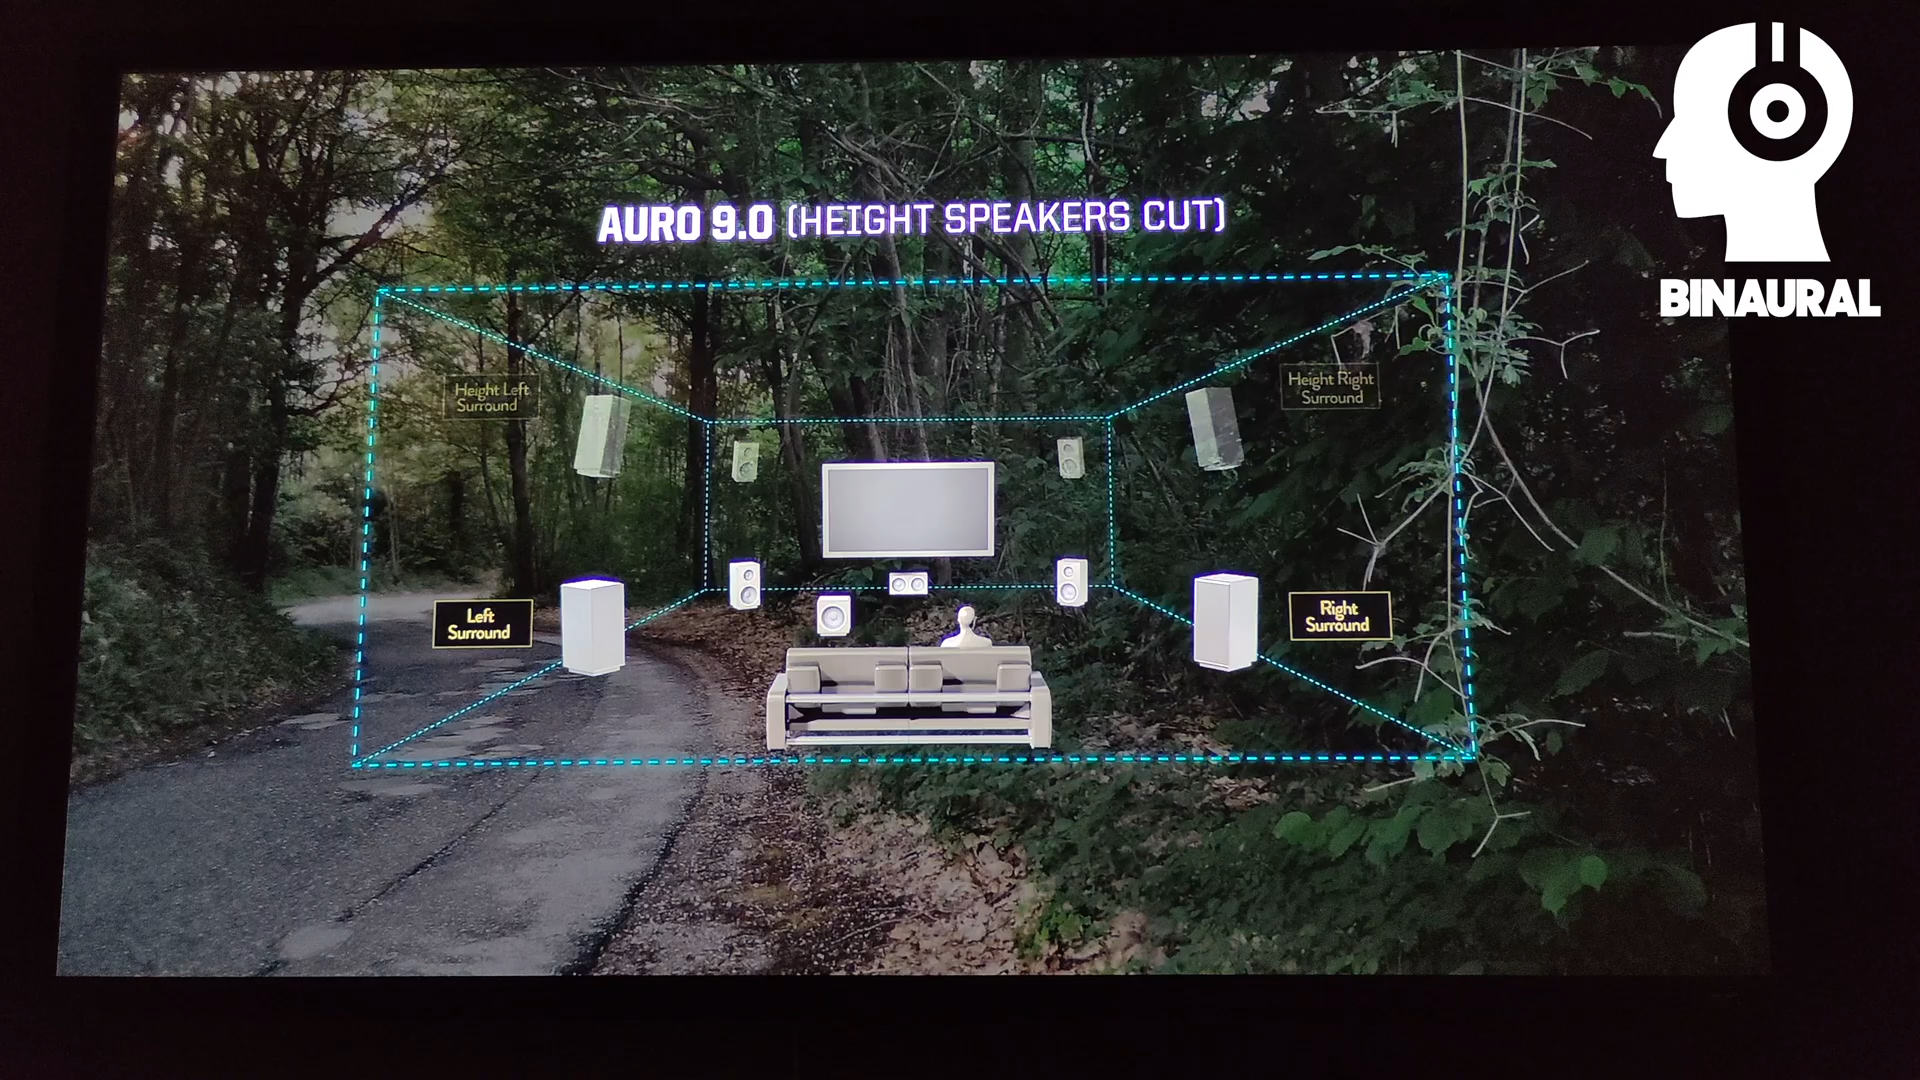 BINAURAL
AURO 9.0 (HEIGHT SPEAKERS CUT)
Height Left
Surround
Height Right
Surround
Left
Surround
Right
Surround